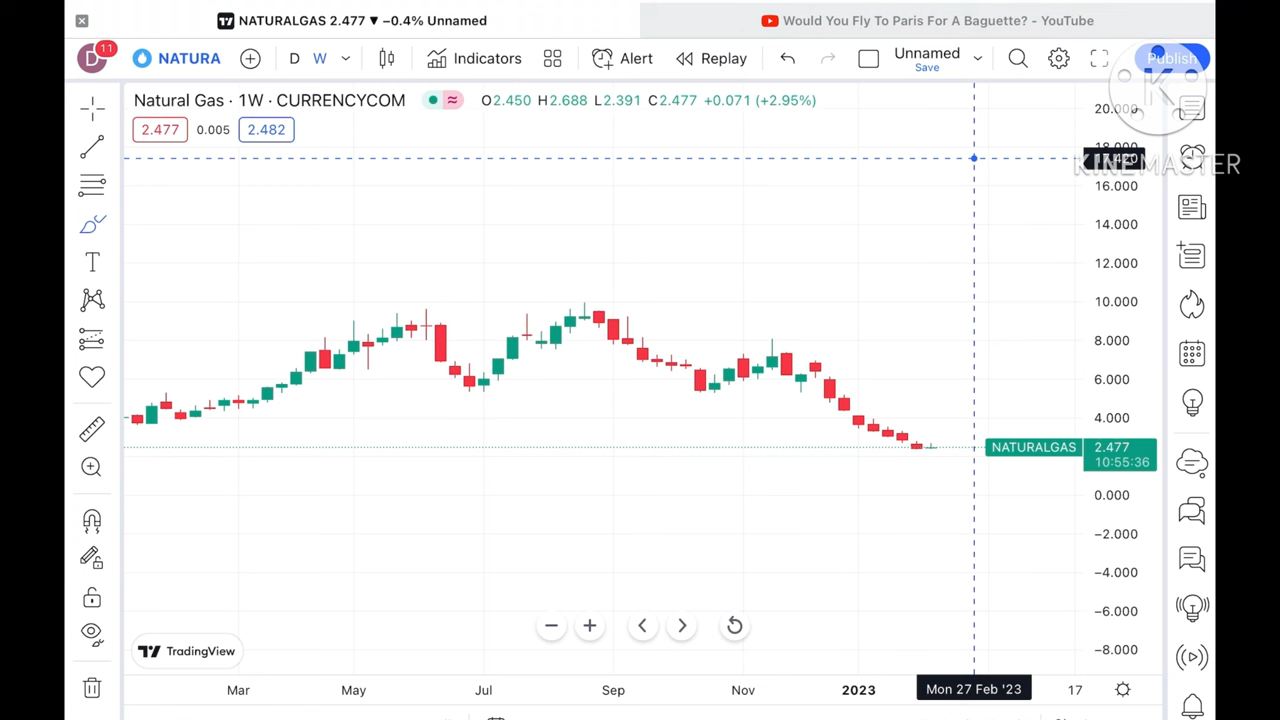 NATURALGAS 2.477 ▼ −0.4% Unnamed
Would You Fly To Paris For A Baguette? - YouTube
D 11 NATURA D W Indicators Alert Replay Unnamed Save Publish
Natural Gas · 1W · CURRENCYCOM O2.450 H2.688 L2.391 C2.477 +0.071 (+2.95%)
2.477 0.005 2.482
K
KINEMASTER
20.000
18.000
17.420
16.000
14.000
12.000
10.000
8.000
6.000
4.000
NATURALGAS 2.477
10:55:36
0.000
−2.000
−4.000
−6.000
−8.000
TradingView
Mar May Jul Sep Nov 2023 Mon 27 Feb '23 17